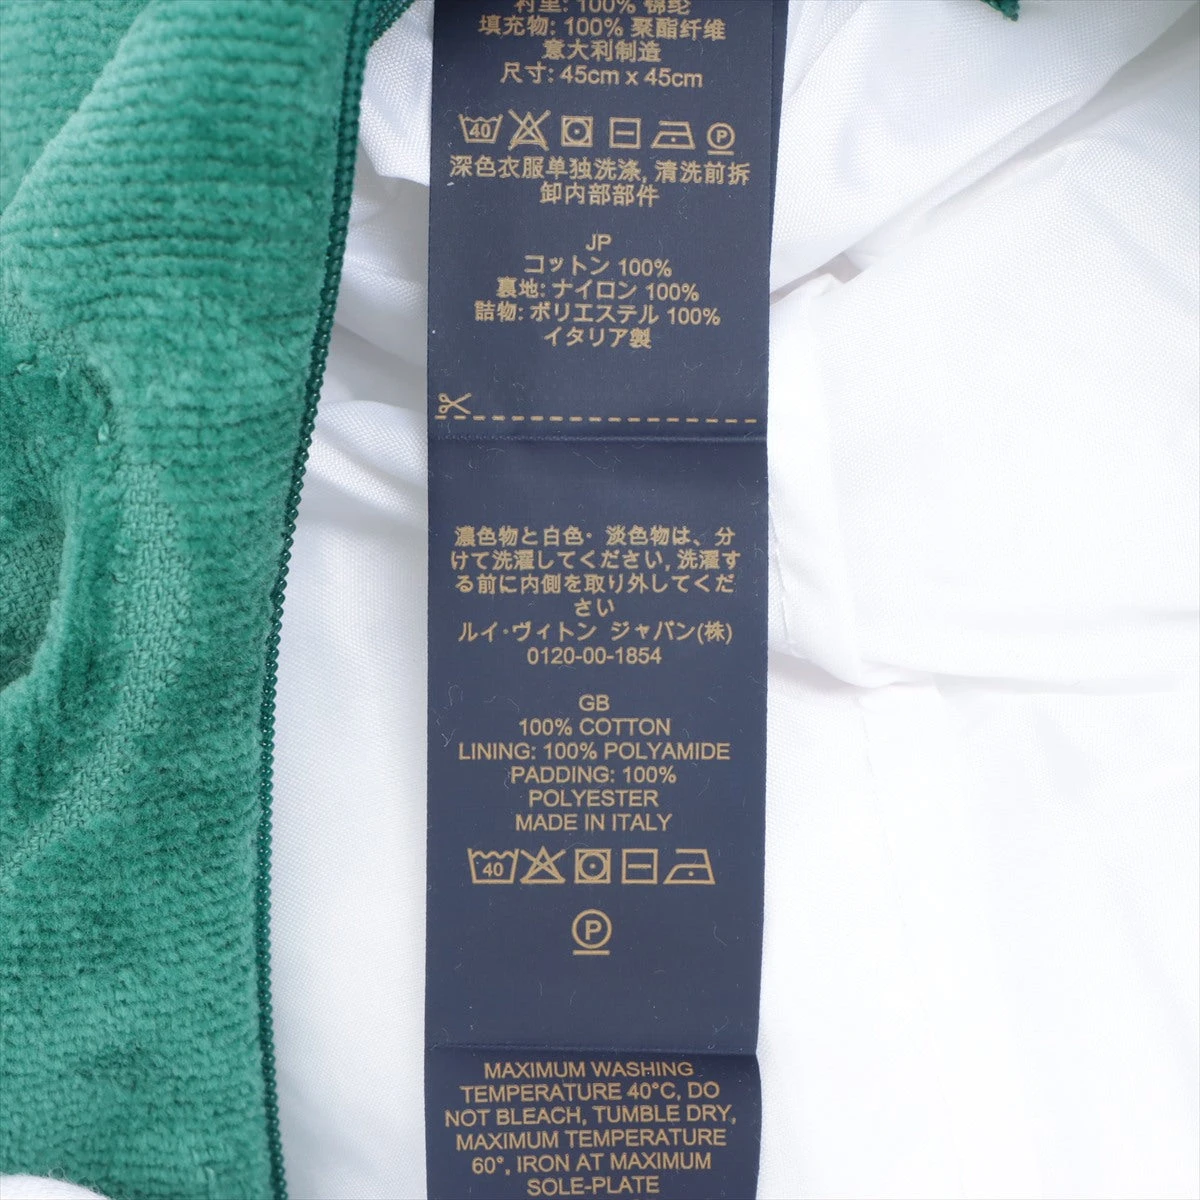 衬里: 100% 锦纶
填充物: 100% 聚酯纤维
意大利制造
尺寸: 45cm x 45cm
40 P
深色衣服单独洗涤, 清洗前拆
卸内部部件
JP
コットン 100%
裏地: ナイロン 100%
詰物: ポリエステル 100%
イタリア製
濃色物と白色・淡色物は、分
けて洗濯してください, 洗濯す
る前に内側を取り外してくだ
さい
ルイ・ヴィトン ジャパン(株)
0120-00-1854
GB
100% COTTON
LINING: 100% POLYAMIDE
PADDING: 100%
POLYESTER
MADE IN ITALY
40
P
MAXIMUM WASHING
TEMPERATURE 40°C, DO
NOT BLEACH, TUMBLE DRY,
MAXIMUM TEMPERATURE
60°, IRON AT MAXIMUM
SOLE-PLATE